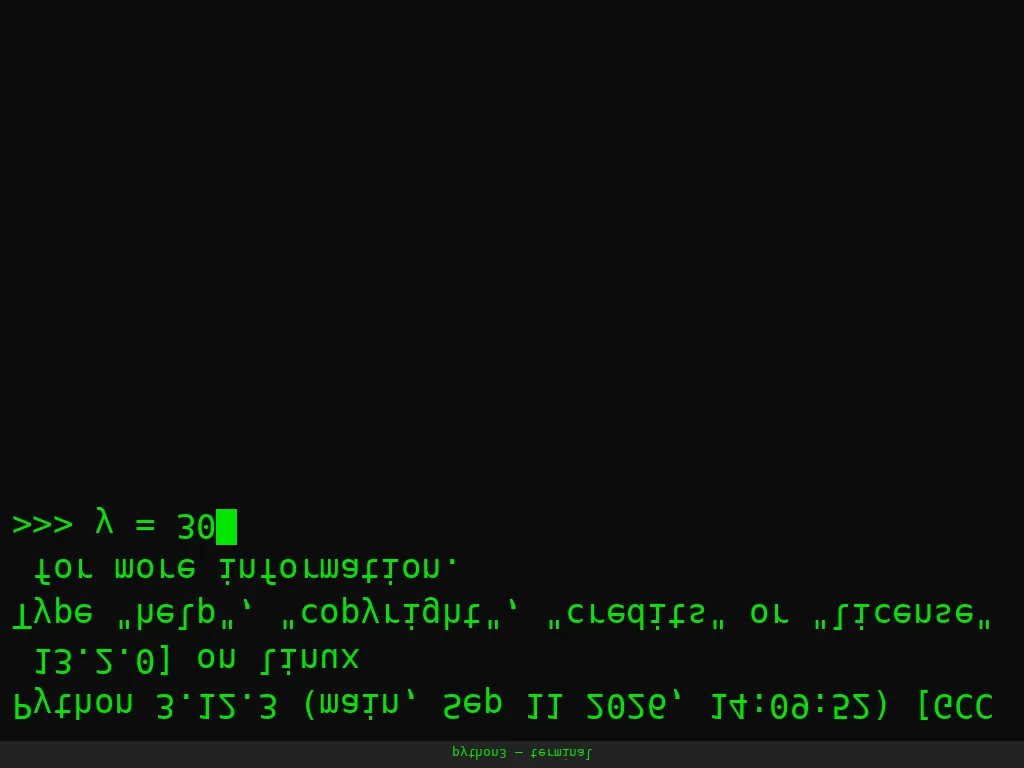 python3 — terminal
Python 3.12.3 (main, Sep 11 2026, 14:09:52) [GCC
 13.2.0] on linux
Type "help", "copyright", "credits" or "license"
 for more information.
>>> y = 30